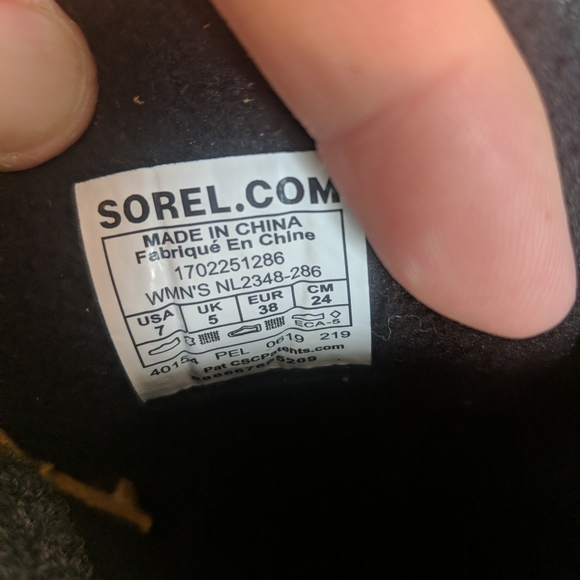 SOREL.COM
MADE IN CHINA
Fabriqué En Chine
1702251286
WMN'S NL2348-286
USA UK EUR CM
7 5 38 24
ECA-5
PEL 0619 219
Pat CSCPatents.com